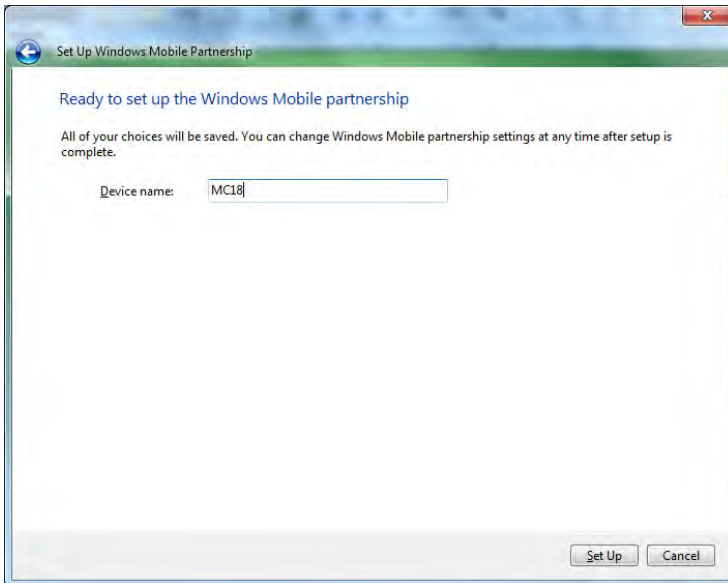 Set Up Windows Mobile Partnership
Ready to set up the Windows Mobile partnership
All of your choices will be saved. You can change Windows Mobile partnership settings at any time after setup is
complete.
Device name: MC18
Set Up Cancel